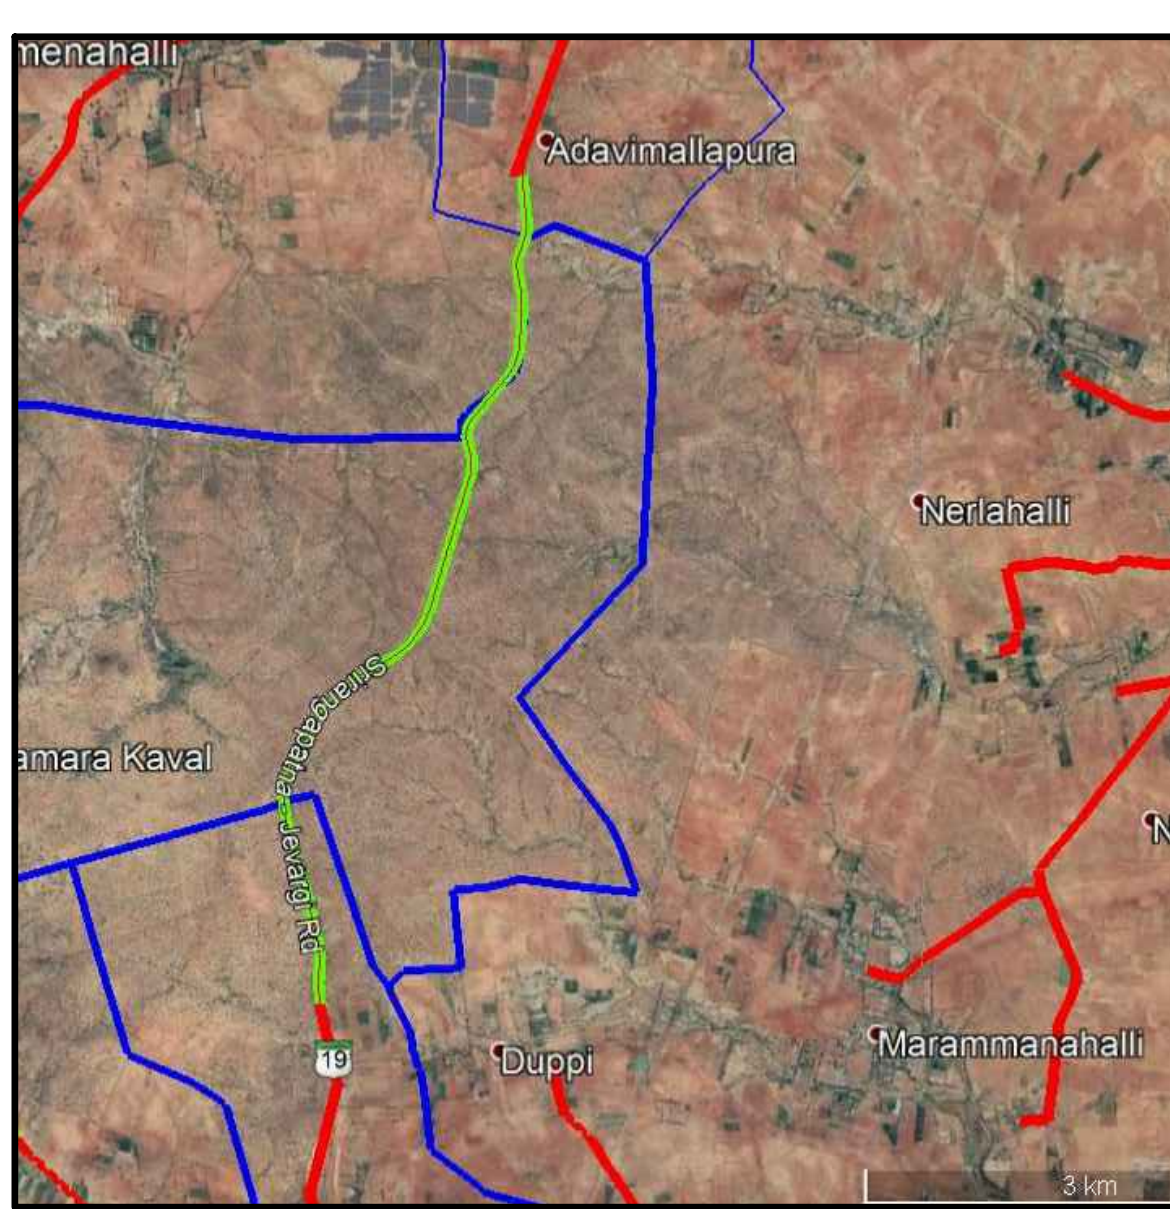 menahalli
Adavimallapura
Nerlahalli
Srirangapatna - Jevargi Rd
amara Kaval
N
19
Duppi
Marammanahalli
3 km